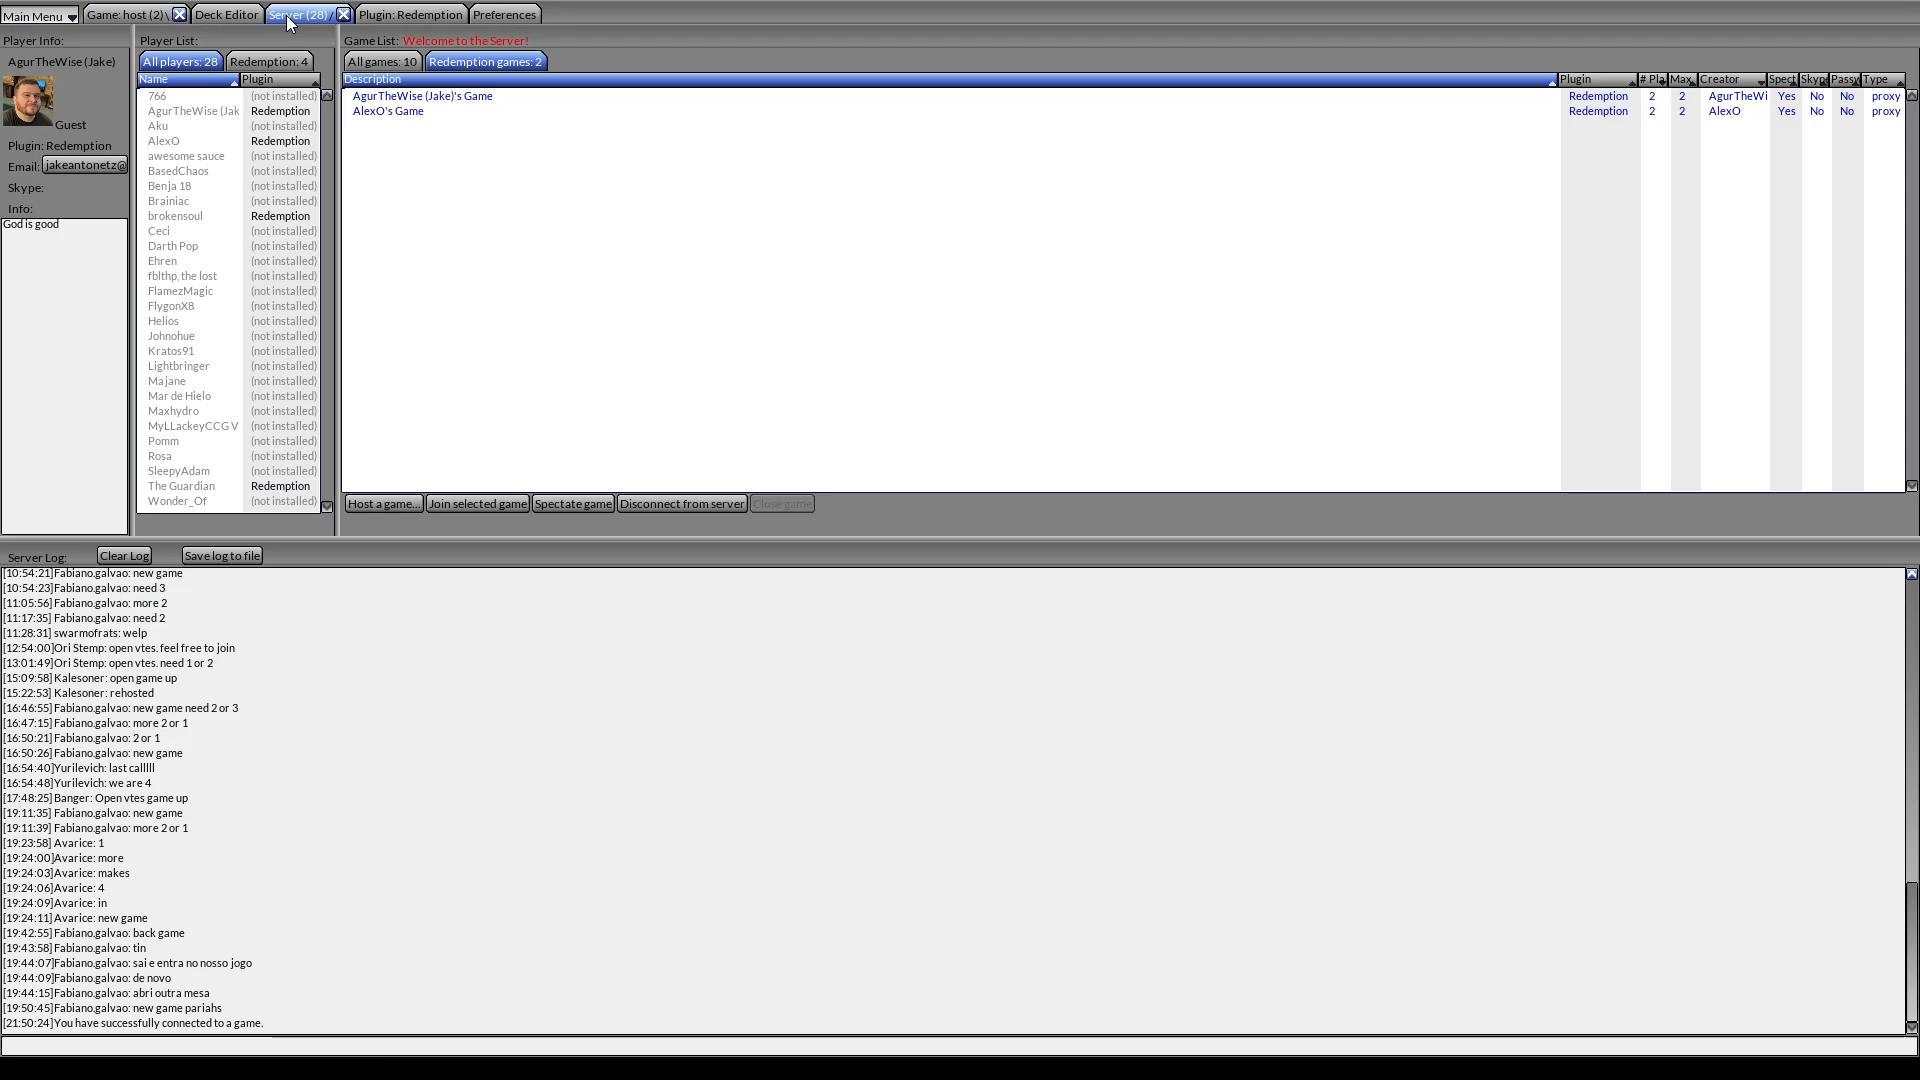 Main Menu Game: host (2) \ Deck Editor Server (28) / Plugin: Redemption Preferences
Player Info:
AgurTheWise (Jake)
Guest
Plugin: Redemption
Email: jakeantonetz@
Skype:
Info:
God is good
Player List:
All players: 28 Redemption: 4
Name Plugin
766 (not installed)
AgurTheWise (Jak Redemption
Aku (not installed)
AlexO Redemption
awesome sauce (not installed)
BasedChaos (not installed)
Benja 18 (not installed)
Brainiac (not installed)
brokensoul Redemption
Ceci (not installed)
Darth Pop (not installed)
Ehren (not installed)
fblthp, the lost (not installed)
FlamezMagic (not installed)
FlygonX8 (not installed)
Helios (not installed)
Johnohue (not installed)
Kratos91 (not installed)
Lightbringer (not installed)
Majane (not installed)
Mar de Hielo (not installed)
Maxhydro (not installed)
MyLLackeyCCG V (not installed)
Pomm (not installed)
Rosa (not installed)
SleepyAdam (not installed)
The Guardian Redemption
Wonder_Of (not installed)
Game List: Welcome to the Server!
All games: 10 Redemption games: 2
Description Plugin # Pla Max. Creator Spect Skype Passw Type
AgurTheWise (Jake)'s Game Redemption 2 2 AgurTheWi Yes No No proxy
AlexO's Game Redemption 2 2 AlexO Yes No No proxy
Host a game... Join selected game Spectate game Disconnect from server Close game
Server Log: Clear Log Save log to file
[10:54:21] Fabiano.galvao: new game
[10:54:23] Fabiano.galvao: need 3
[11:05:56] Fabiano.galvao: more 2
[11:17:35] Fabiano.galvao: need 2
[11:28:31] swarmofrats: welp
[12:54:00] Ori Stemp: open vtes. feel free to join
[13:01:49] Ori Stemp: open vtes. need 1 or 2
[15:09:58] Kalesoner: open game up
[15:22:53] Kalesoner: rehosted
[16:46:55] Fabiano.galvao: new game need 2 or 3
[16:47:15] Fabiano.galvao: more 2 or 1
[16:50:21] Fabiano.galvao: 2 or 1
[16:50:26] Fabiano.galvao: new game
[16:54:40] Yurilevich: last calllll
[16:54:48] Yurilevich: we are 4
[17:48:25] Banger: Open vtes game up
[19:11:35] Fabiano.galvao: new game
[19:11:39] Fabiano.galvao: more 2 or 1
[19:23:58] Avarice: 1
[19:24:00] Avarice: more
[19:24:03] Avarice: makes
[19:24:06] Avarice: 4
[19:24:09] Avarice: in
[19:24:11] Avarice: new game
[19:42:55] Fabiano.galvao: back game
[19:43:58] Fabiano.galvao: tin
[19:44:07] Fabiano.galvao: sai e entra no nosso jogo
[19:44:09] Fabiano.galvao: de novo
[19:44:15] Fabiano.galvao: abri outra mesa
[19:50:45] Fabiano.galvao: new game pariahs
[21:50:24] You have successfully connected to a game.